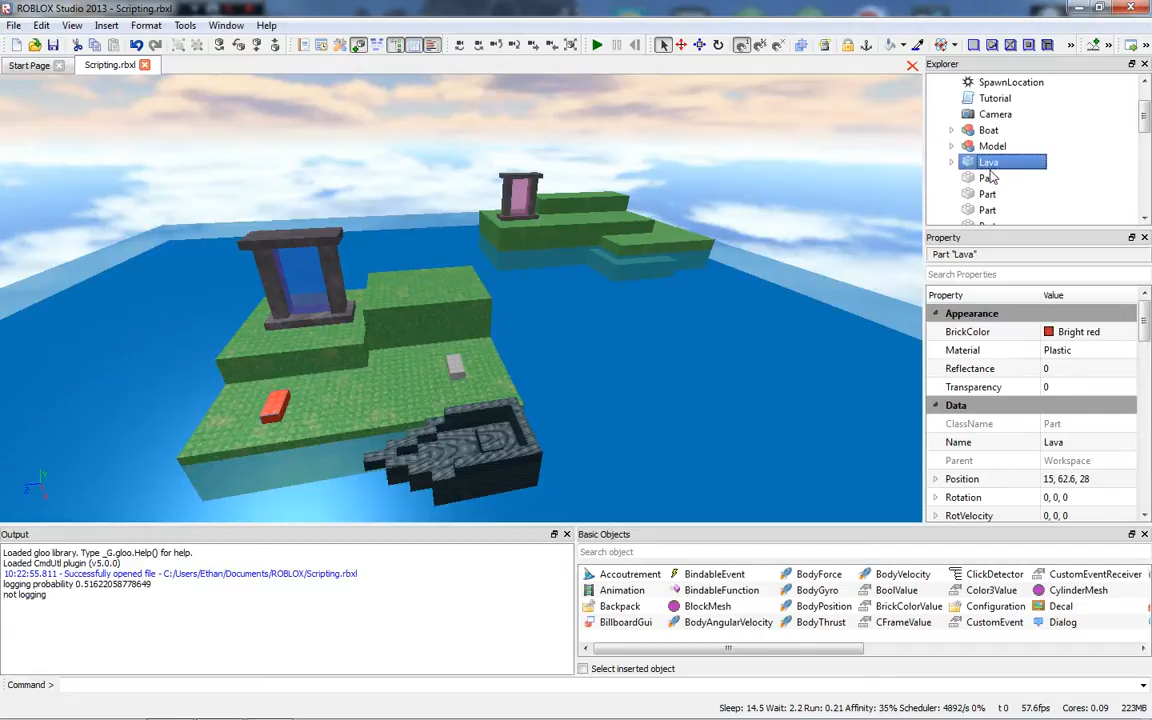 ROBLOX Studio 2013 - Scripting.rbxl
File Edit View Insert Format Tools Window Help
Start Page Scripting.rbxl
Explorer
SpawnLocation
Tutorial
Camera
Boat
Model
Lava
Part
Part
Property
Part "Lava"
Search Properties
Property Value
Appearance
BrickColor Bright red
Material Plastic
Reflectance 0
Transparency 0
Data
ClassName Part
Name Lava
Parent Workspace
Position 15, 62.6, 28
Rotation 0, 0, 0
RotVelocity 0, 0, 0
Output
Loaded gloo library. Type _G.gloo.Help() for help.
Loaded CmdUtl plugin (v5.0.0)
10:22:55.811 - Successfully opened file - C:/Users/Ethan/Documents/ROBLOX/Scripting.rbxl
logging probability 0.51622058778649
not logging
Basic Objects
Search object
Accoutrement BindableEvent BodyForce BodyVelocity ClickDetector CustomEventReceiver
Animation BindableFunction BodyGyro BoolValue Color3Value CylinderMesh
Backpack BlockMesh BodyPosition BrickColorValue Configuration Decal
BillboardGui BodyAngularVelocity BodyThrust CFrameValue CustomEvent Dialog
Select inserted object
Command >
Sleep: 14.5 Wait: 2.2 Run: 0.21 Affinity: 35% Scheduler: 4892/s 0% t 0 57.6fps Cores: 0.09 223MB